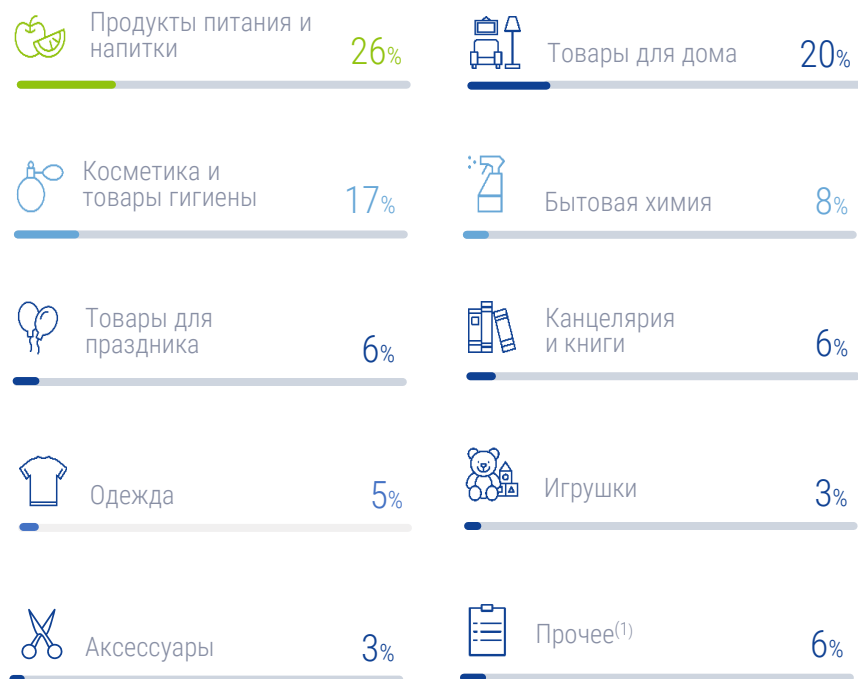 Продукты питания и
напитки
26%
Товары для дома
20%
Косметика и
товары гигиены
17%
Бытовая химия
8%
Товары для
праздника
6%
Канцелярия
и книги
6%
Одежда
5%
Игрушки
3%
Аксессуары
3%
Прочее(1)
6%